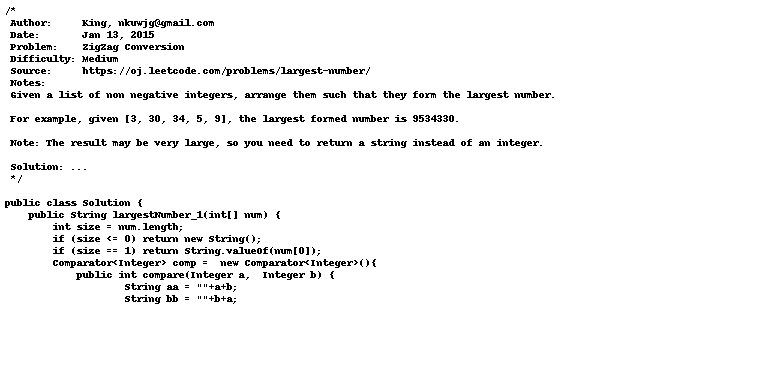 /*
Author:     King, nkuwjg@gmail.com
Date:       Jan 13, 2015
Problem:    ZigZag Conversion
Difficulty: Medium
Source:     https://oj.leetcode.com/problems/largest-number/
Notes:
Given a list of non negative integers, arrange them such that they form the largest number.
For example, given [3, 30, 34, 5, 9], the largest formed number is 9534330.
Note: The result may be very large, so you need to return a string instead of an integer.
Solution: ...
*/
public class Solution {
    public String largestNumber_1(int[] num) {
        int size = num.length;
        if (size <= 0) return new String();
        if (size == 1) return String.valueOf(num[0]);
        Comparator<Integer> comp =  new Comparator<Integer>(){
            public int compare(Integer a,  Integer b) {
                    String aa = ""+a+b;
                    String bb = ""+b+a;